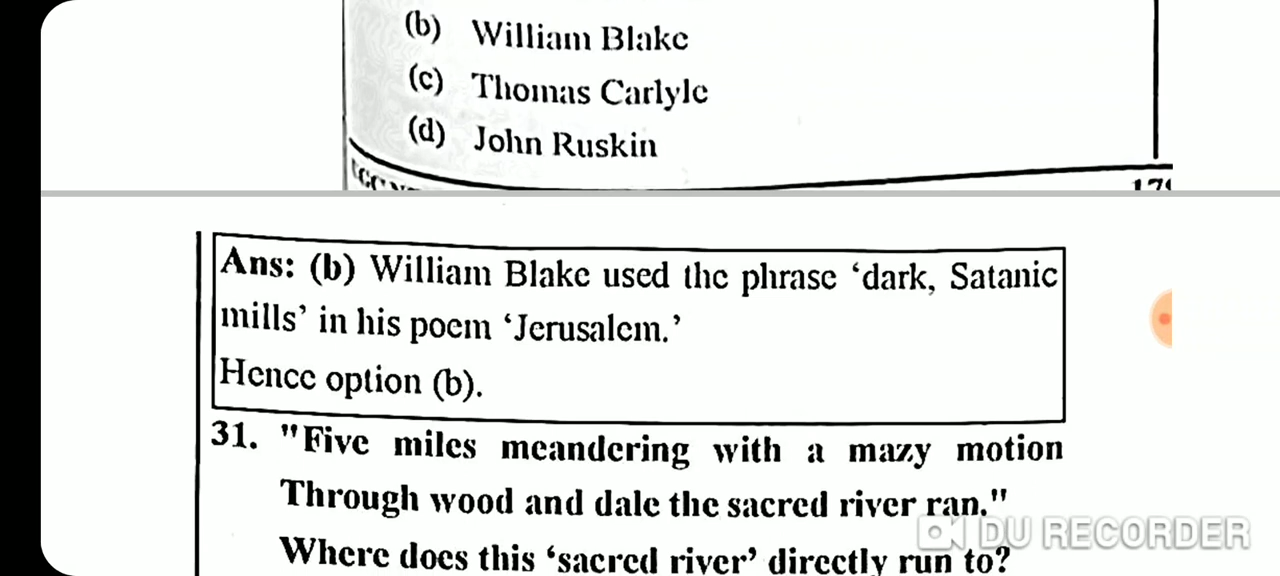 (b) William Blake
(c) Thomas Carlyle
(d) John Ruskin
Ans: (b) William Blake used the phrase ‘dark, Satanic
mills’ in his poem ‘Jerusalem.’
Hence option (b).
31. "Five miles meandering with a mazy motion
Through wood and dale the sacred river ran."
DU RECORDER
Where does this ‘sacred river’ directly run to?